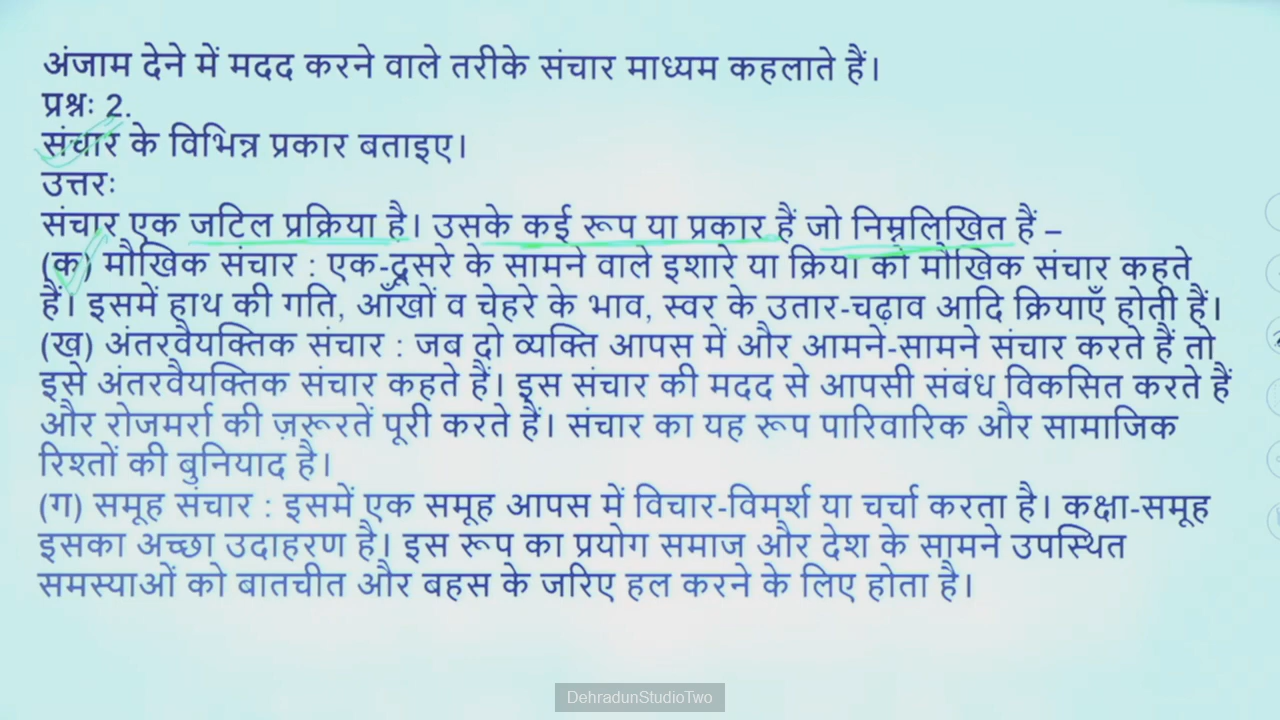 अंजाम देने में मदद करने वाले तरीके संचार माध्यम कहलाते हैं।
प्रश्नः 2.
संचार के विभिन्न प्रकार बताइए।
उत्तरः
संचार एक जटिल प्रक्रिया है। उसके कई रूप या प्रकार हैं जो निम्नलिखित हैं –
(क) मौखिक संचार : एक-दूसरे के सामने वाले इशारे या क्रिया को मौखिक संचार कहते
हैं। इसमें हाथ की गति, आँखों व चेहरे के भाव, स्वर के उतार-चढ़ाव आदि क्रियाएँ होती हैं।
(ख) अंतरवैयक्तिक संचार : जब दो व्यक्ति आपस में और आमने-सामने संचार करते हैं तो
इसे अंतरवैयक्तिक संचार कहते हैं। इस संचार की मदद से आपसी संबंध विकसित करते हैं
और रोजमर्रा की ज़रूरतें पूरी करते हैं। संचार का यह रूप पारिवारिक और सामाजिक
रिश्तों की बुनियाद है।
(ग) समूह संचार : इसमें एक समूह आपस में विचार-विमर्श या चर्चा करता है। कक्षा-समूह
इसका अच्छा उदाहरण है। इस रूप का प्रयोग समाज और देश के सामने उपस्थित
समस्याओं को बातचीत और बहस के जरिए हल करने के लिए होता है।
DehradunStudioTwo